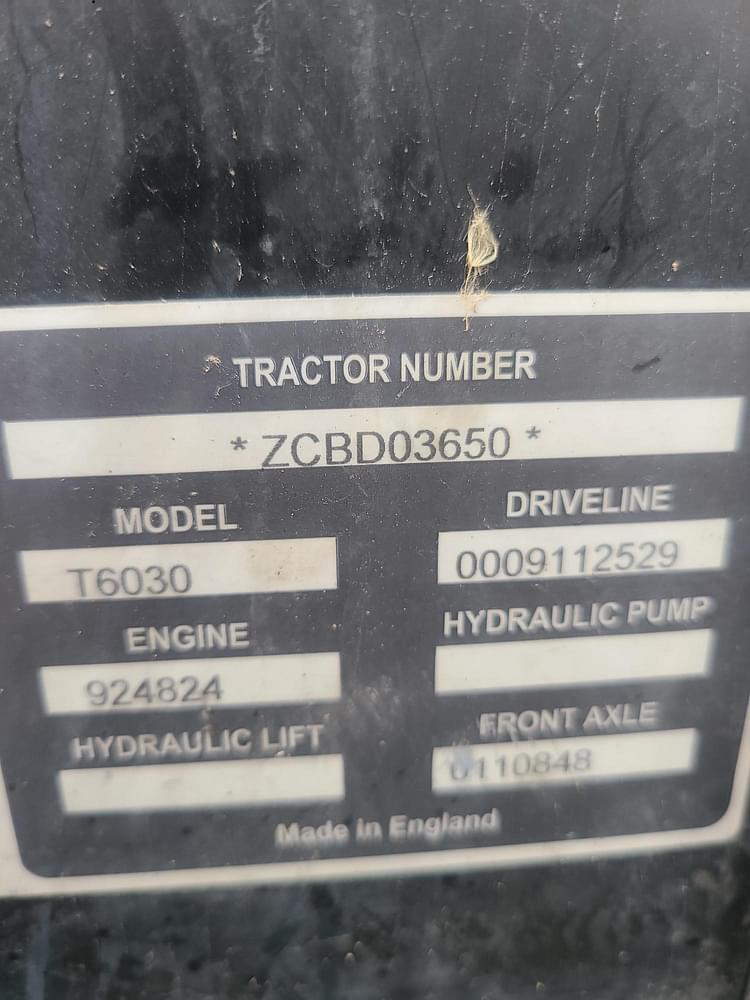 TRACTOR NUMBER
* ZCBD03650 *
MODEL
T6030
DRIVELINE
0009112529
ENGINE
924824
HYDRAULIC PUMP
HYDRAULIC LIFT
FRONT AXLE
0110848
Made in England